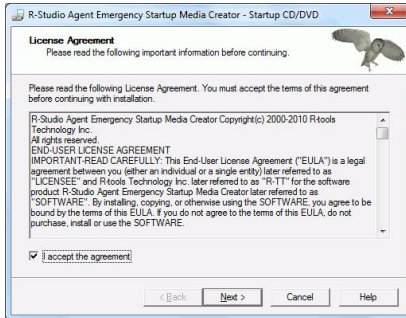 R-Studio Agent Emergency Startup Media Creator - Startup CD/DVD
License Agreement
Please read the following important information before continuing.
Please read the following License Agreement. You must accept the terms of this agreement
before continuing with installation.
R-Studio Agent Emergency Startup Media Creator Copyright(c) 2000-2010 R-tools
Technology Inc.
All rights reserved.
END-USER LICENSE AGREEMENT
IMPORTANT-READ CAREFULLY: This End-User License Agreement ("EULA") is a legal
agreement between you (either an individual or a single entity) later referred to as
"LICENSEE" and R-tools Technology Inc. later referred to as "R-TT" for the software
product R-Studio Agent Emergency Startup Media Creator later referred to as
"SOFTWARE". By installing, copying, or otherwise using the SOFTWARE, you agree to be
bound by the terms of this EULA. If you do not agree to the terms of this EULA, do not
purchase, install or use the SOFTWARE.
I accept the agreement
< Back Next > Cancel Help